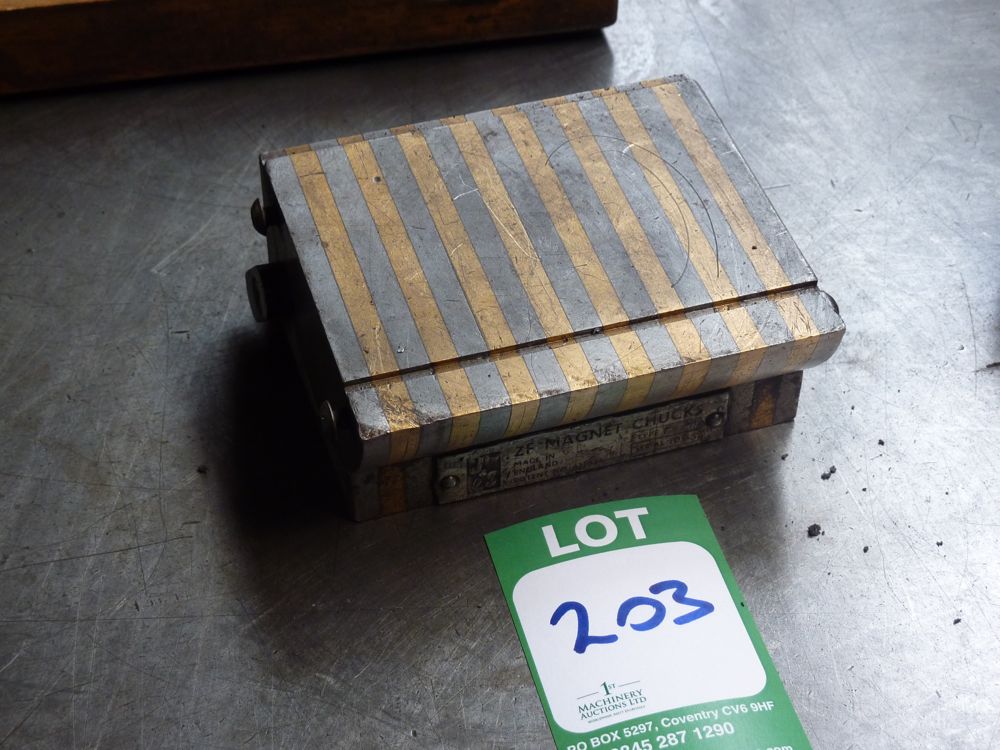 ZF-MAGNET CHUCKS
MADE IN
ENGLAND
LOT
203
1ST
MACHINERY
AUCTIONS LTD
PO BOX 5297, Coventry CV6 9HF
0845 287 1290